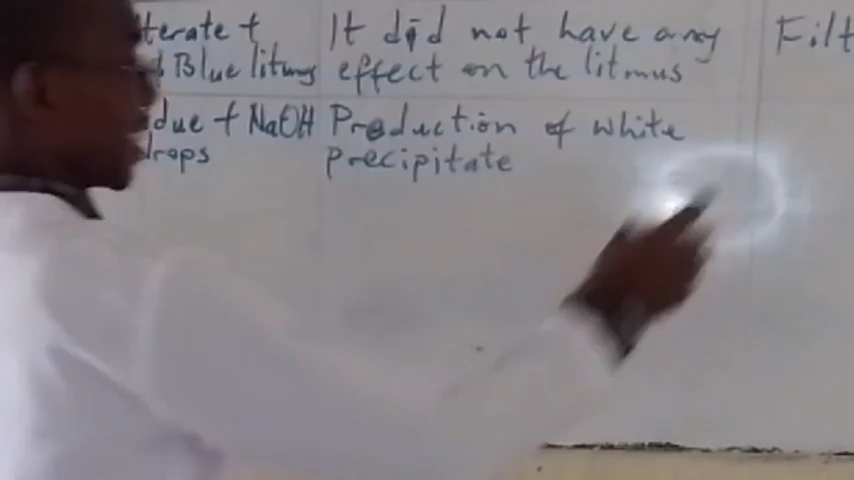 terate + It did not have any Filt
Blue litmus effect on the litmus
due + NaOH Production of white
drops precipitate